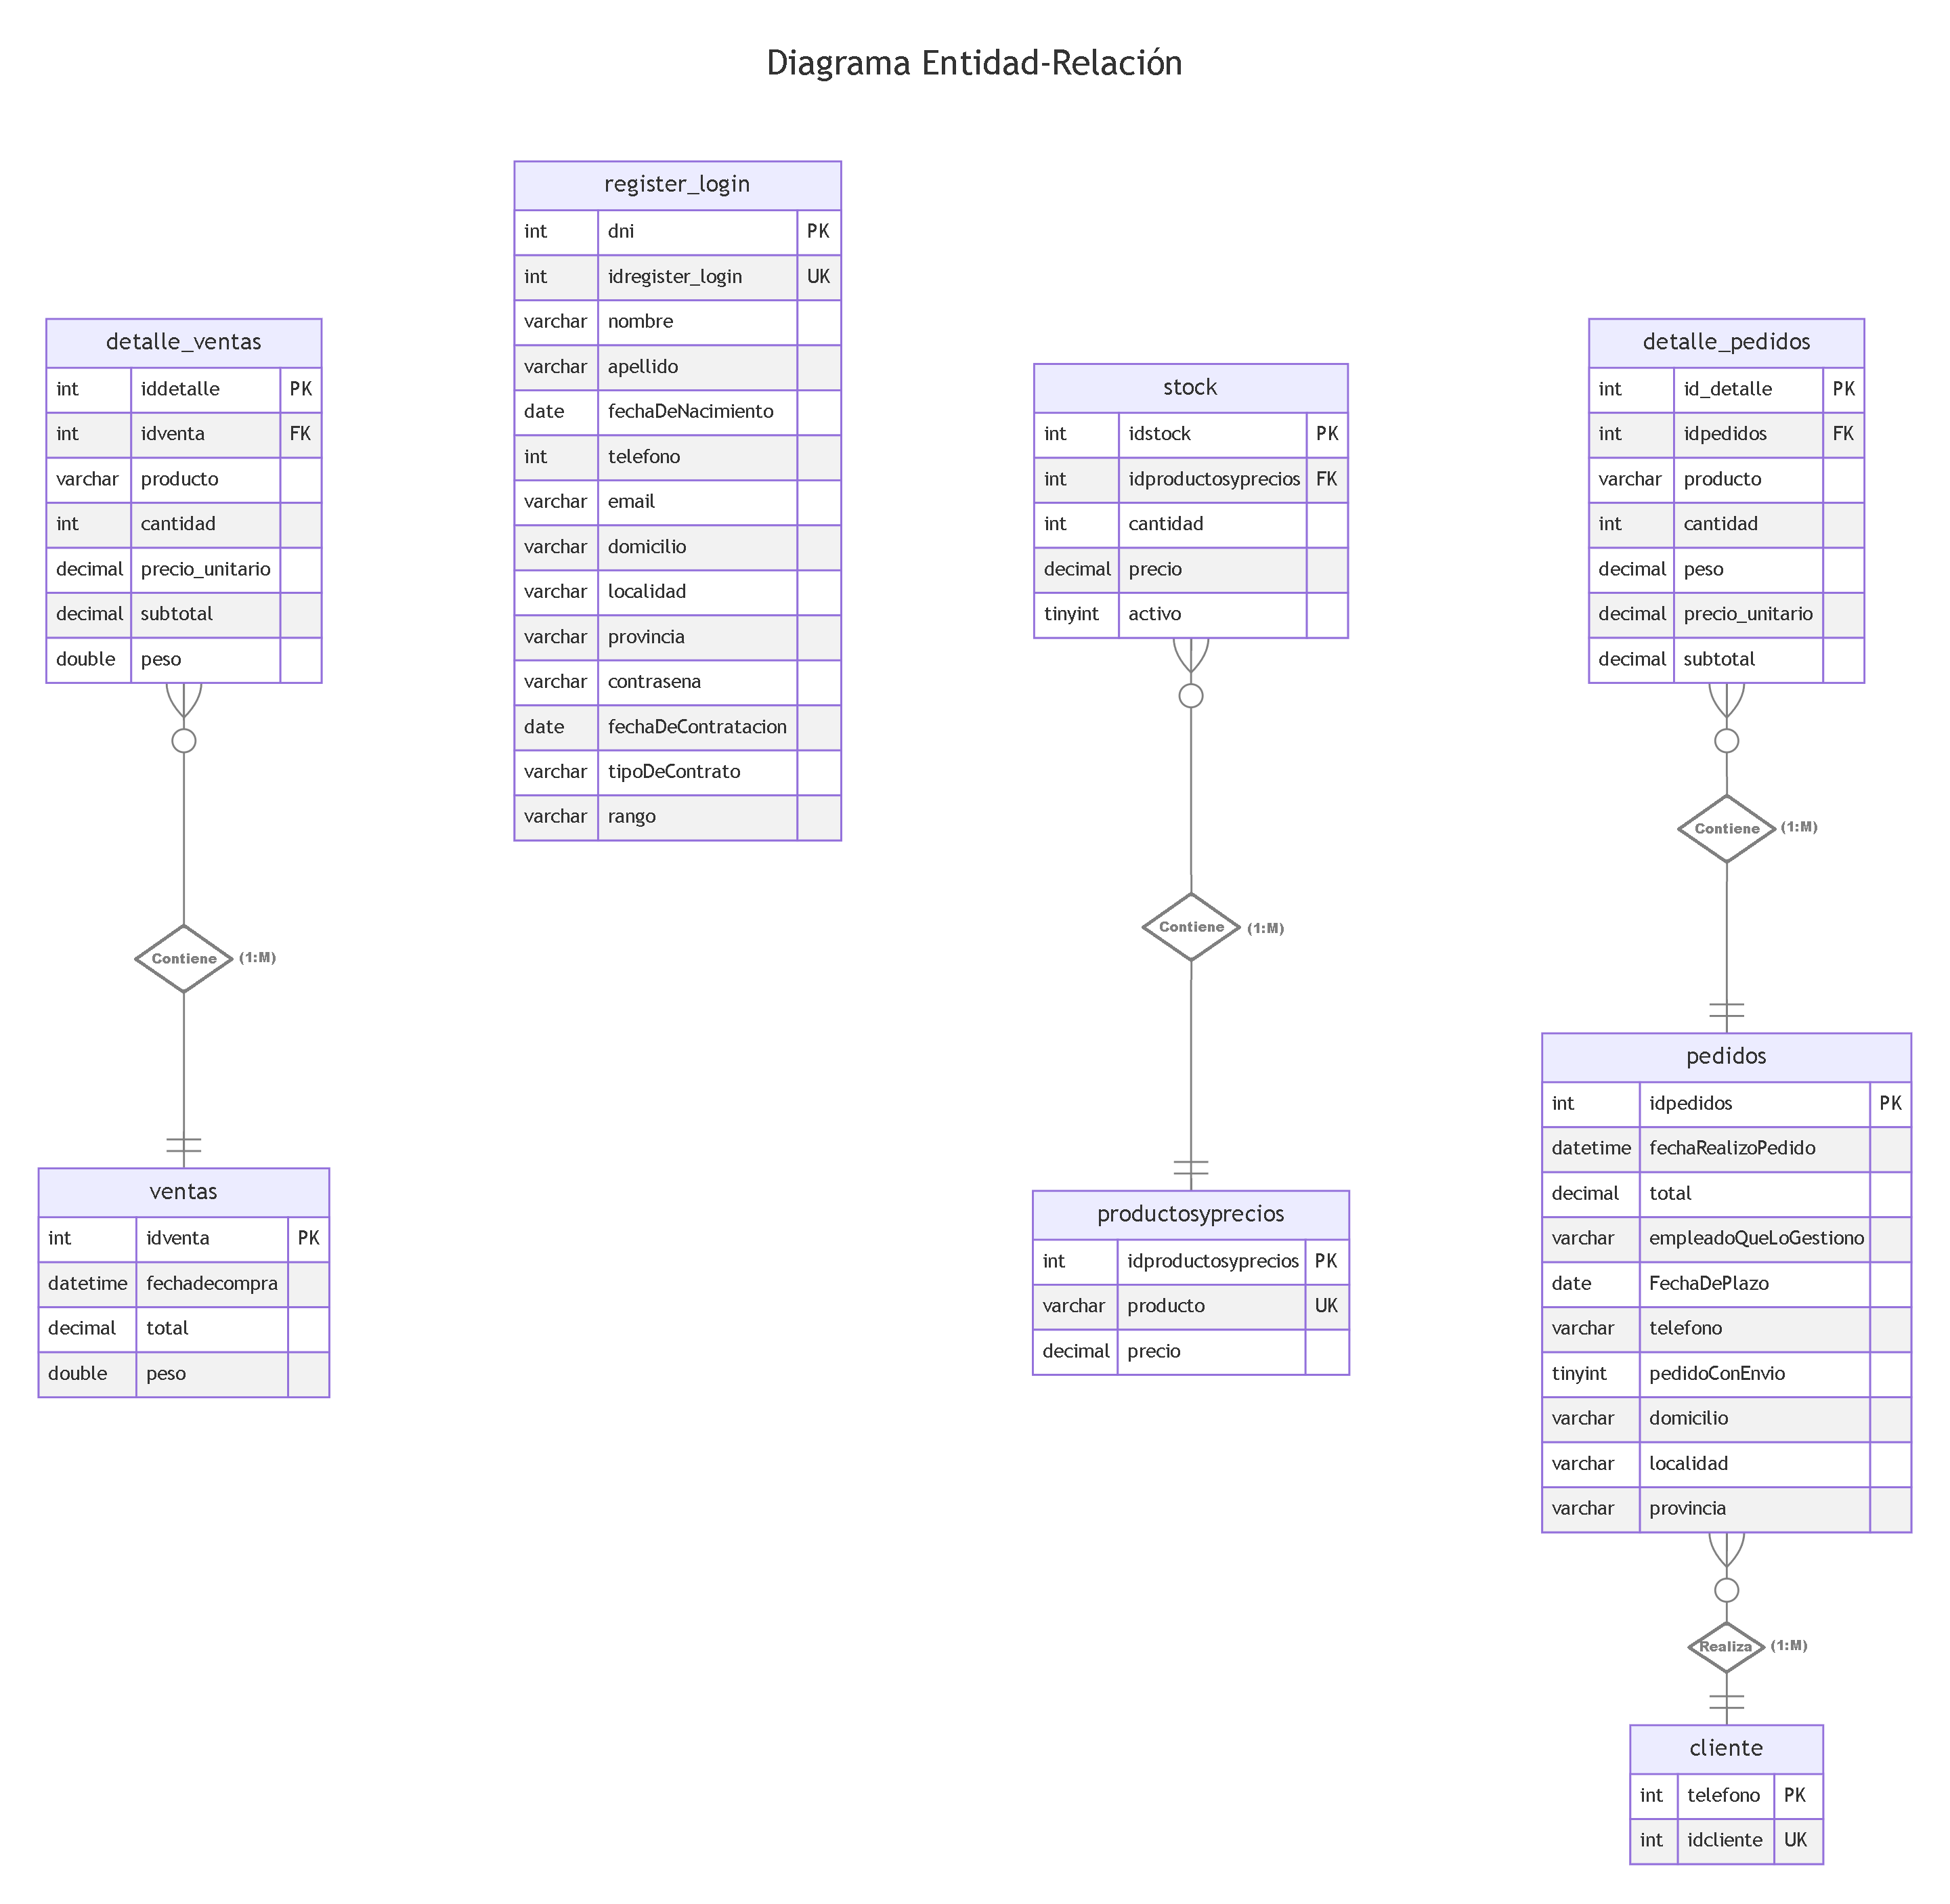 Diagrama Entidad-Relación
detalle_ventas
int iddetalle PK
int idventa FK
varchar producto
int cantidad
decimal precio_unitario
decimal subtotal
double peso
Contiene (1:M)
ventas
int idventa PK
datetime fechadecompra
decimal total
double peso
register_login
int dni PK
int idregister_login UK
varchar nombre
varchar apellido
date fechaDeNacimiento
int telefono
varchar email
varchar domicilio
varchar localidad
varchar provincia
varchar contrasena
date fechaDeContratacion
varchar tipoDeContrato
varchar rango
stock
int idstock PK
int idproductosyprecios FK
int cantidad
decimal precio
tinyint activo
Contiene (1:M)
productosyprecios
int idproductosyprecios PK
varchar producto UK
decimal precio
detalle_pedidos
int id_detalle PK
int idpedidos FK
varchar producto
int cantidad
decimal peso
decimal precio_unitario
decimal subtotal
Contiene (1:M)
pedidos
int idpedidos PK
datetime fechaRealizoPedido
decimal total
varchar empleadoQueLoGestiono
date FechaDePlazo
varchar telefono
tinyint pedidoConEnvio
varchar domicilio
varchar localidad
varchar provincia
Realiza (1:M)
cliente
int telefono PK
int idcliente UK